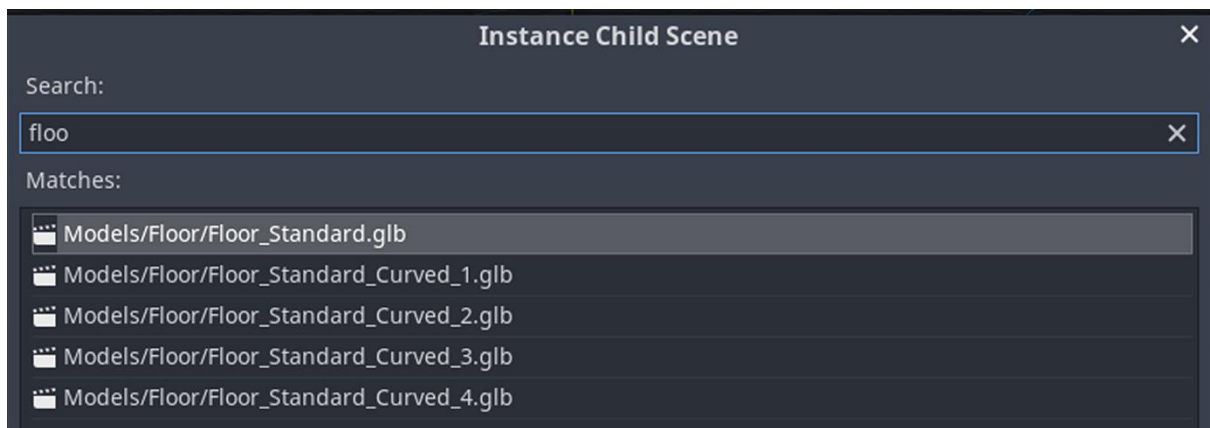 Instance Child Scene
Search:
floo
Matches:
Models/Floor/Floor_Standard.glb
Models/Floor/Floor_Standard_Curved_1.glb
Models/Floor/Floor_Standard_Curved_2.glb
Models/Floor/Floor_Standard_Curved_3.glb
Models/Floor/Floor_Standard_Curved_4.glb